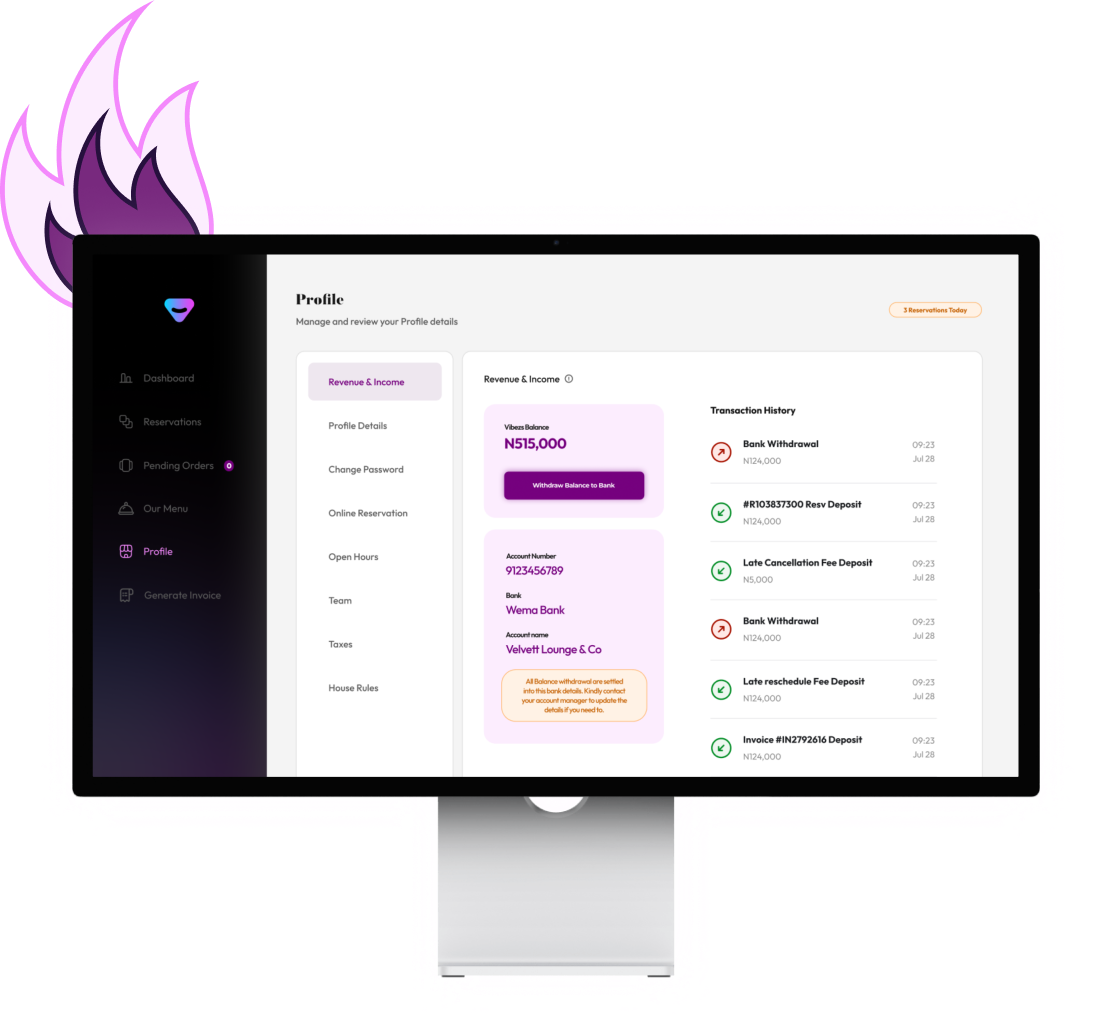 Profile
Manage and review your Profile details
3 Reservations Today
Dashboard
Reservations
Pending Orders 0
Our Menu
Profile
Generate Invoice
Revenue & Income
Profile Details
Change Password
Online Reservation
Open Hours
Team
Taxes
House Rules
Revenue & Income
Vibezs Balance
N515,000
Withdraw Balance to Bank
Account Number
9123456789
Bank
Wema Bank
Account name
Velvett Lounge & Co
All Balance withdrawal are settled
into this bank details. Kindly contact
your account manager to update the
details if you need to.
Transaction History
Bank Withdrawal 09:23
N124,000 Jul 28
#R103837300 Resv Deposit 09:23
N124,000 Jul 28
Late Cancellation Fee Deposit 09:23
N5,000 Jul 28
Bank Withdrawal 09:23
N124,000 Jul 28
Late reschedule Fee Deposit 09:23
N124,000 Jul 28
Invoice #IN2792616 Deposit 09:23
N124,000 Jul 28